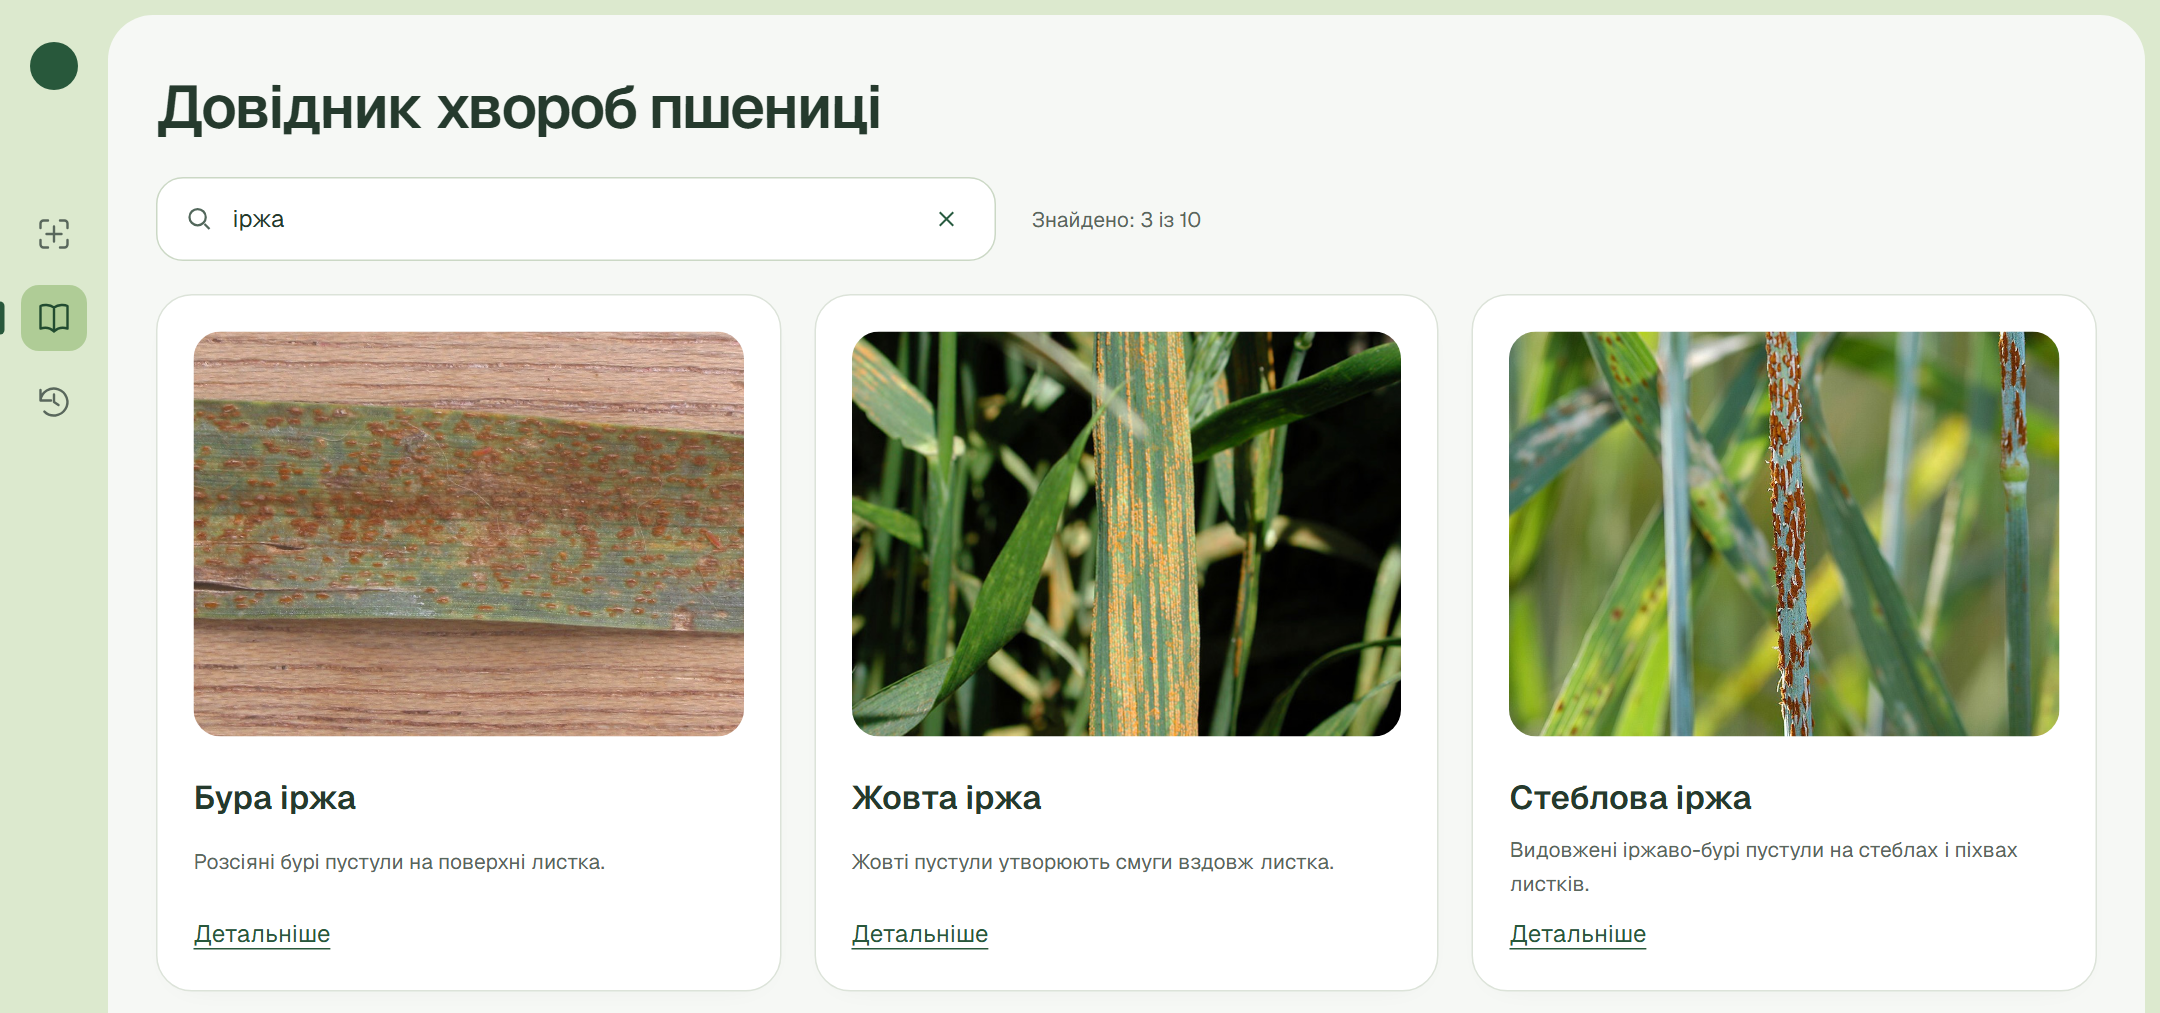 Довідник хвороб пшениці
іржа
Знайдено: 3 із 10
Бура іржа
Розсіяні бурі пустули на поверхні листка.
Детальніше
Жовта іржа
Жовті пустули утворюють смуги вздовж листка.
Детальніше
Стеблова іржа
Видовжені іржаво-бурі пустули на стеблах і піхвах
листків.
Детальніше